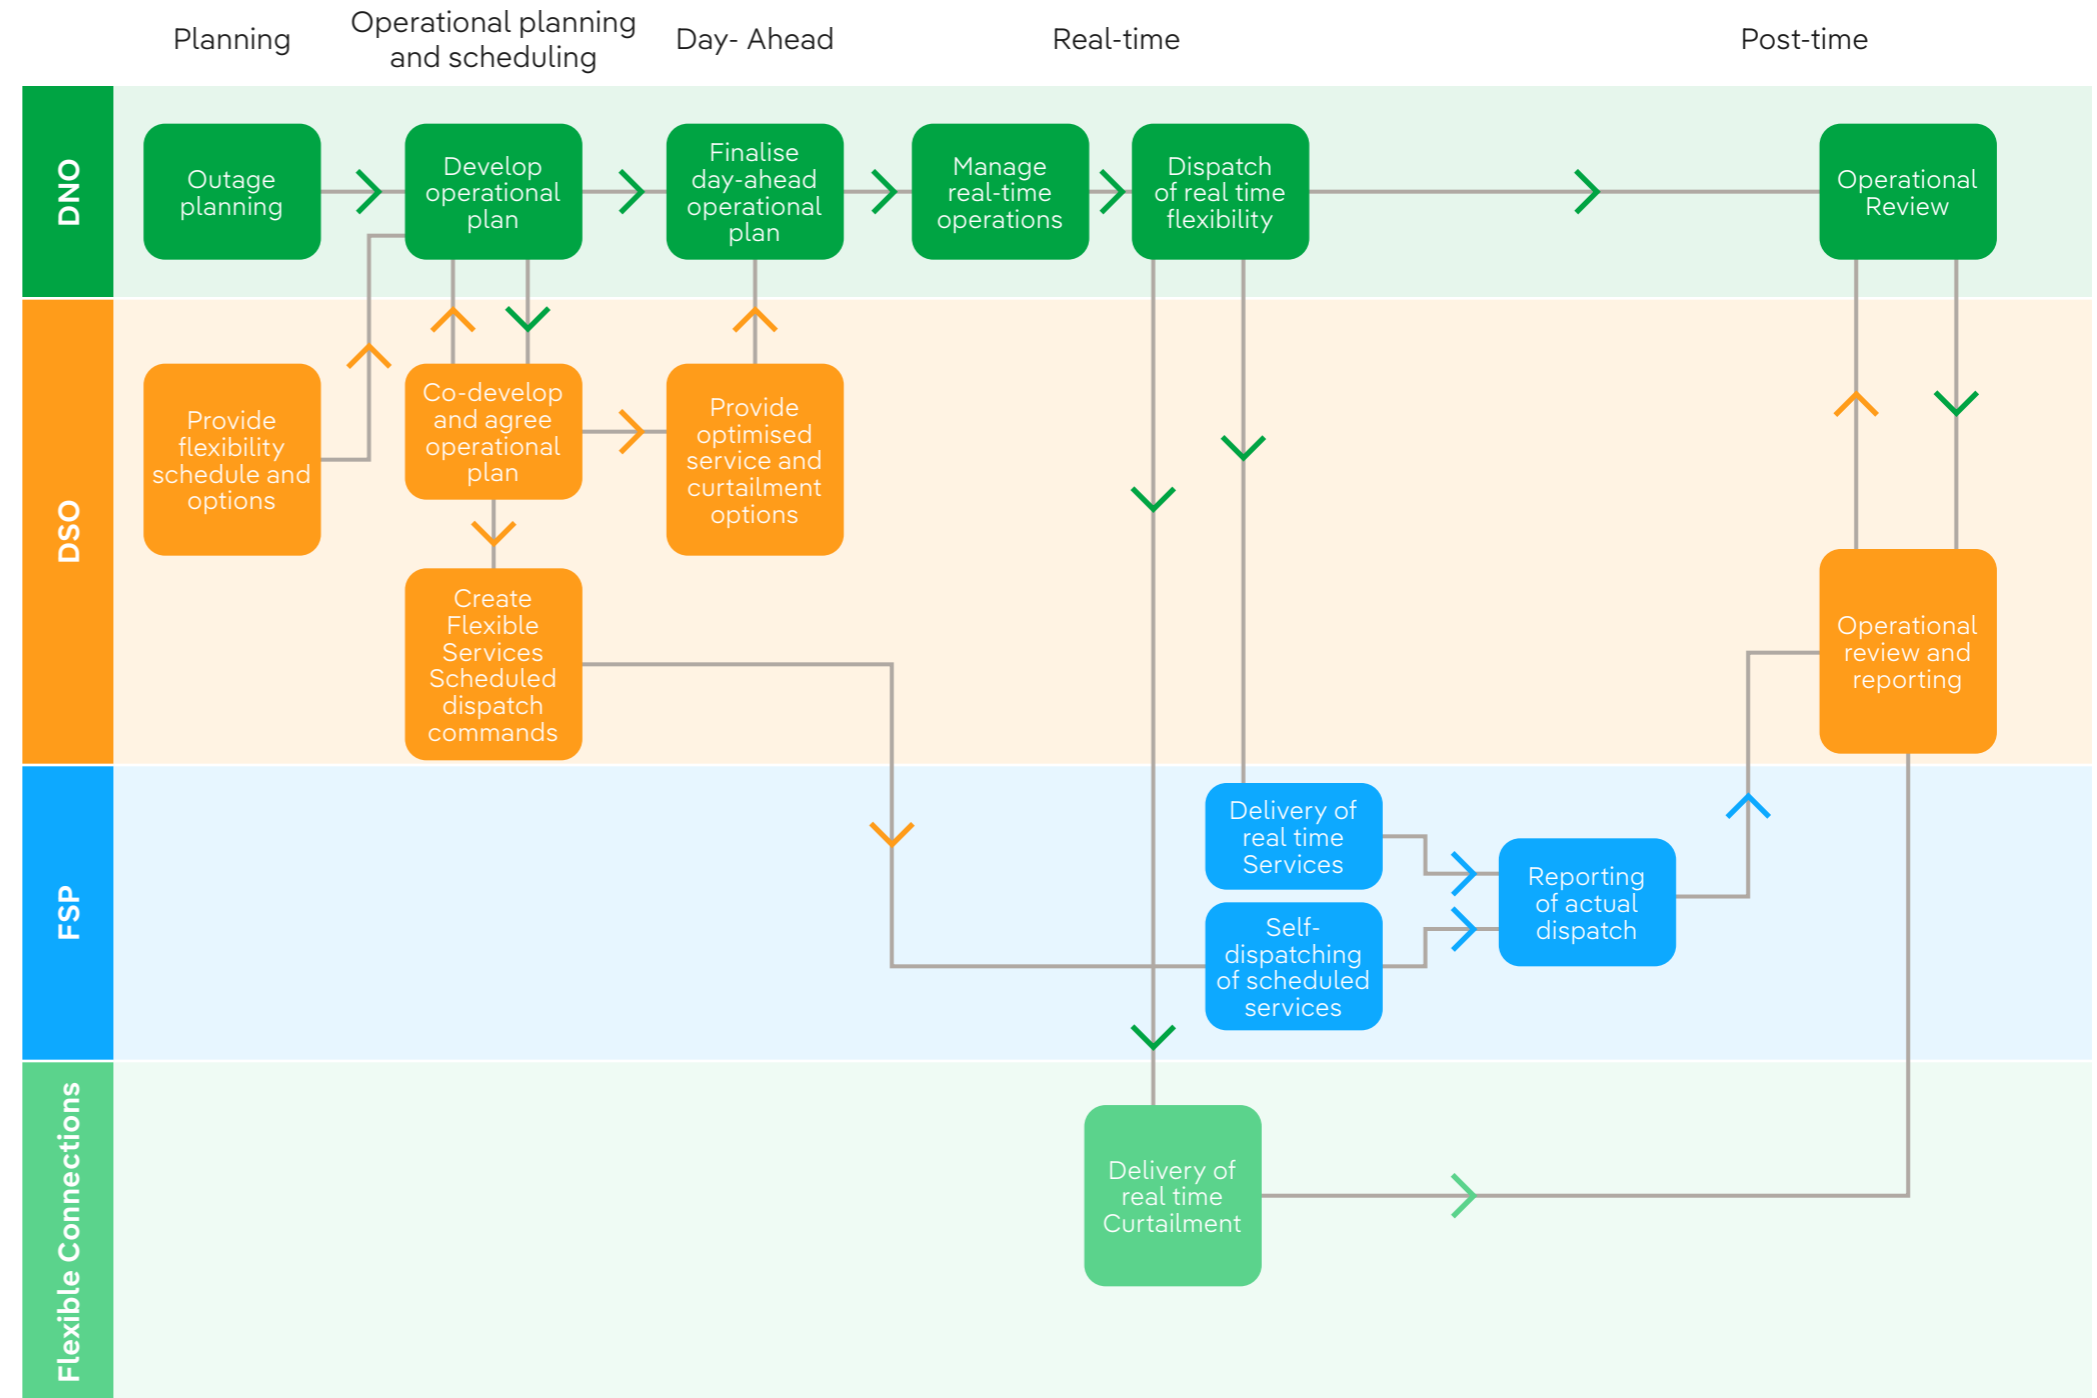 Planning
Operational planning
and scheduling
Day- Ahead
Real-time
Post-time
DNO
Outage
planning
Develop
operational
plan
Finalise
day-ahead
operational
plan
Manage
real-time
operations
Dispatch
of real time
flexibility
Operational
Review
DSO
Provide
flexibility
schedule and
options
Co-develop
and agree
operational
plan
Provide
optimised
service and
curtailment
options
Create
Flexible
Services
Scheduled
dispatch
commands
Operational
review and
reporting
FSP
Delivery of
real time
Services
Self-
dispatching
of scheduled
services
Reporting
of actual
dispatch
Flexible Connections
Delivery of
real time
Curtailment